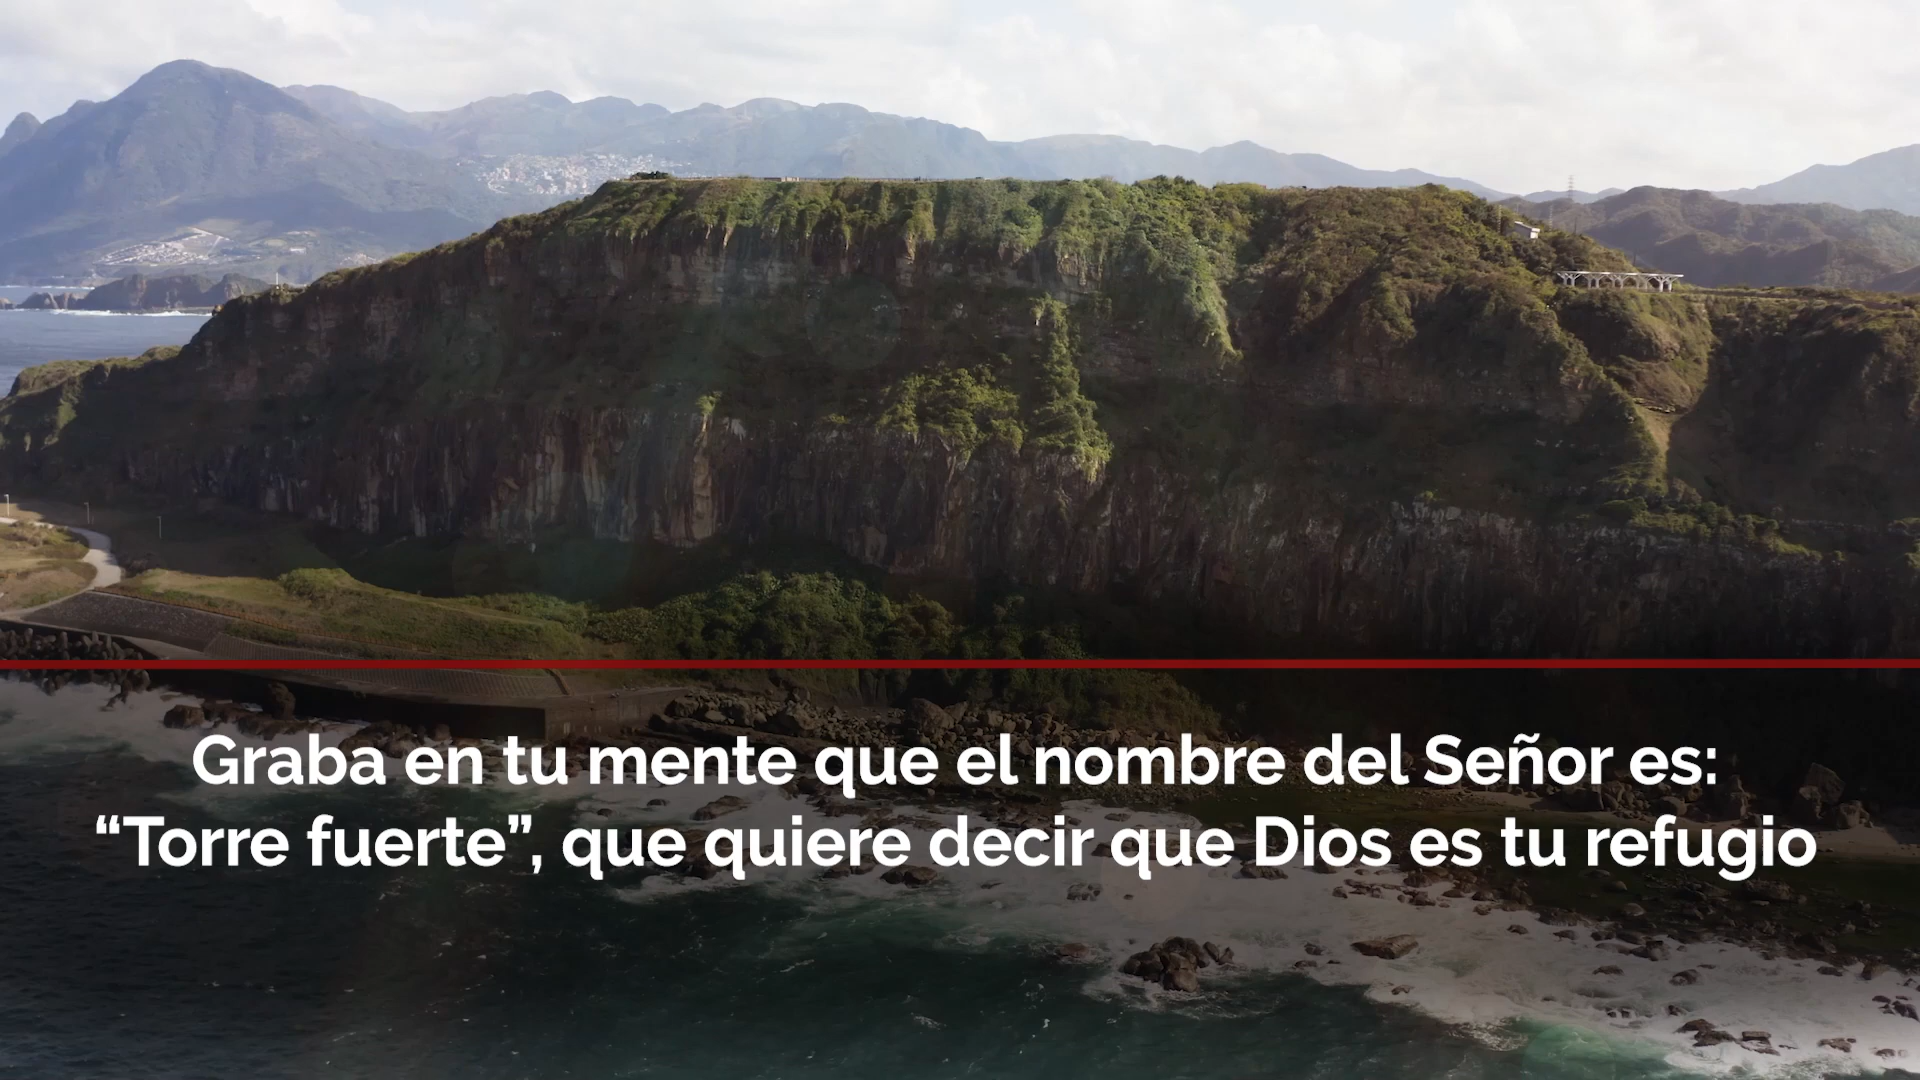 Graba en tu mente que el nombre del Señor es:
“Torre fuerte”, que quiere decir que Dios es tu refugio